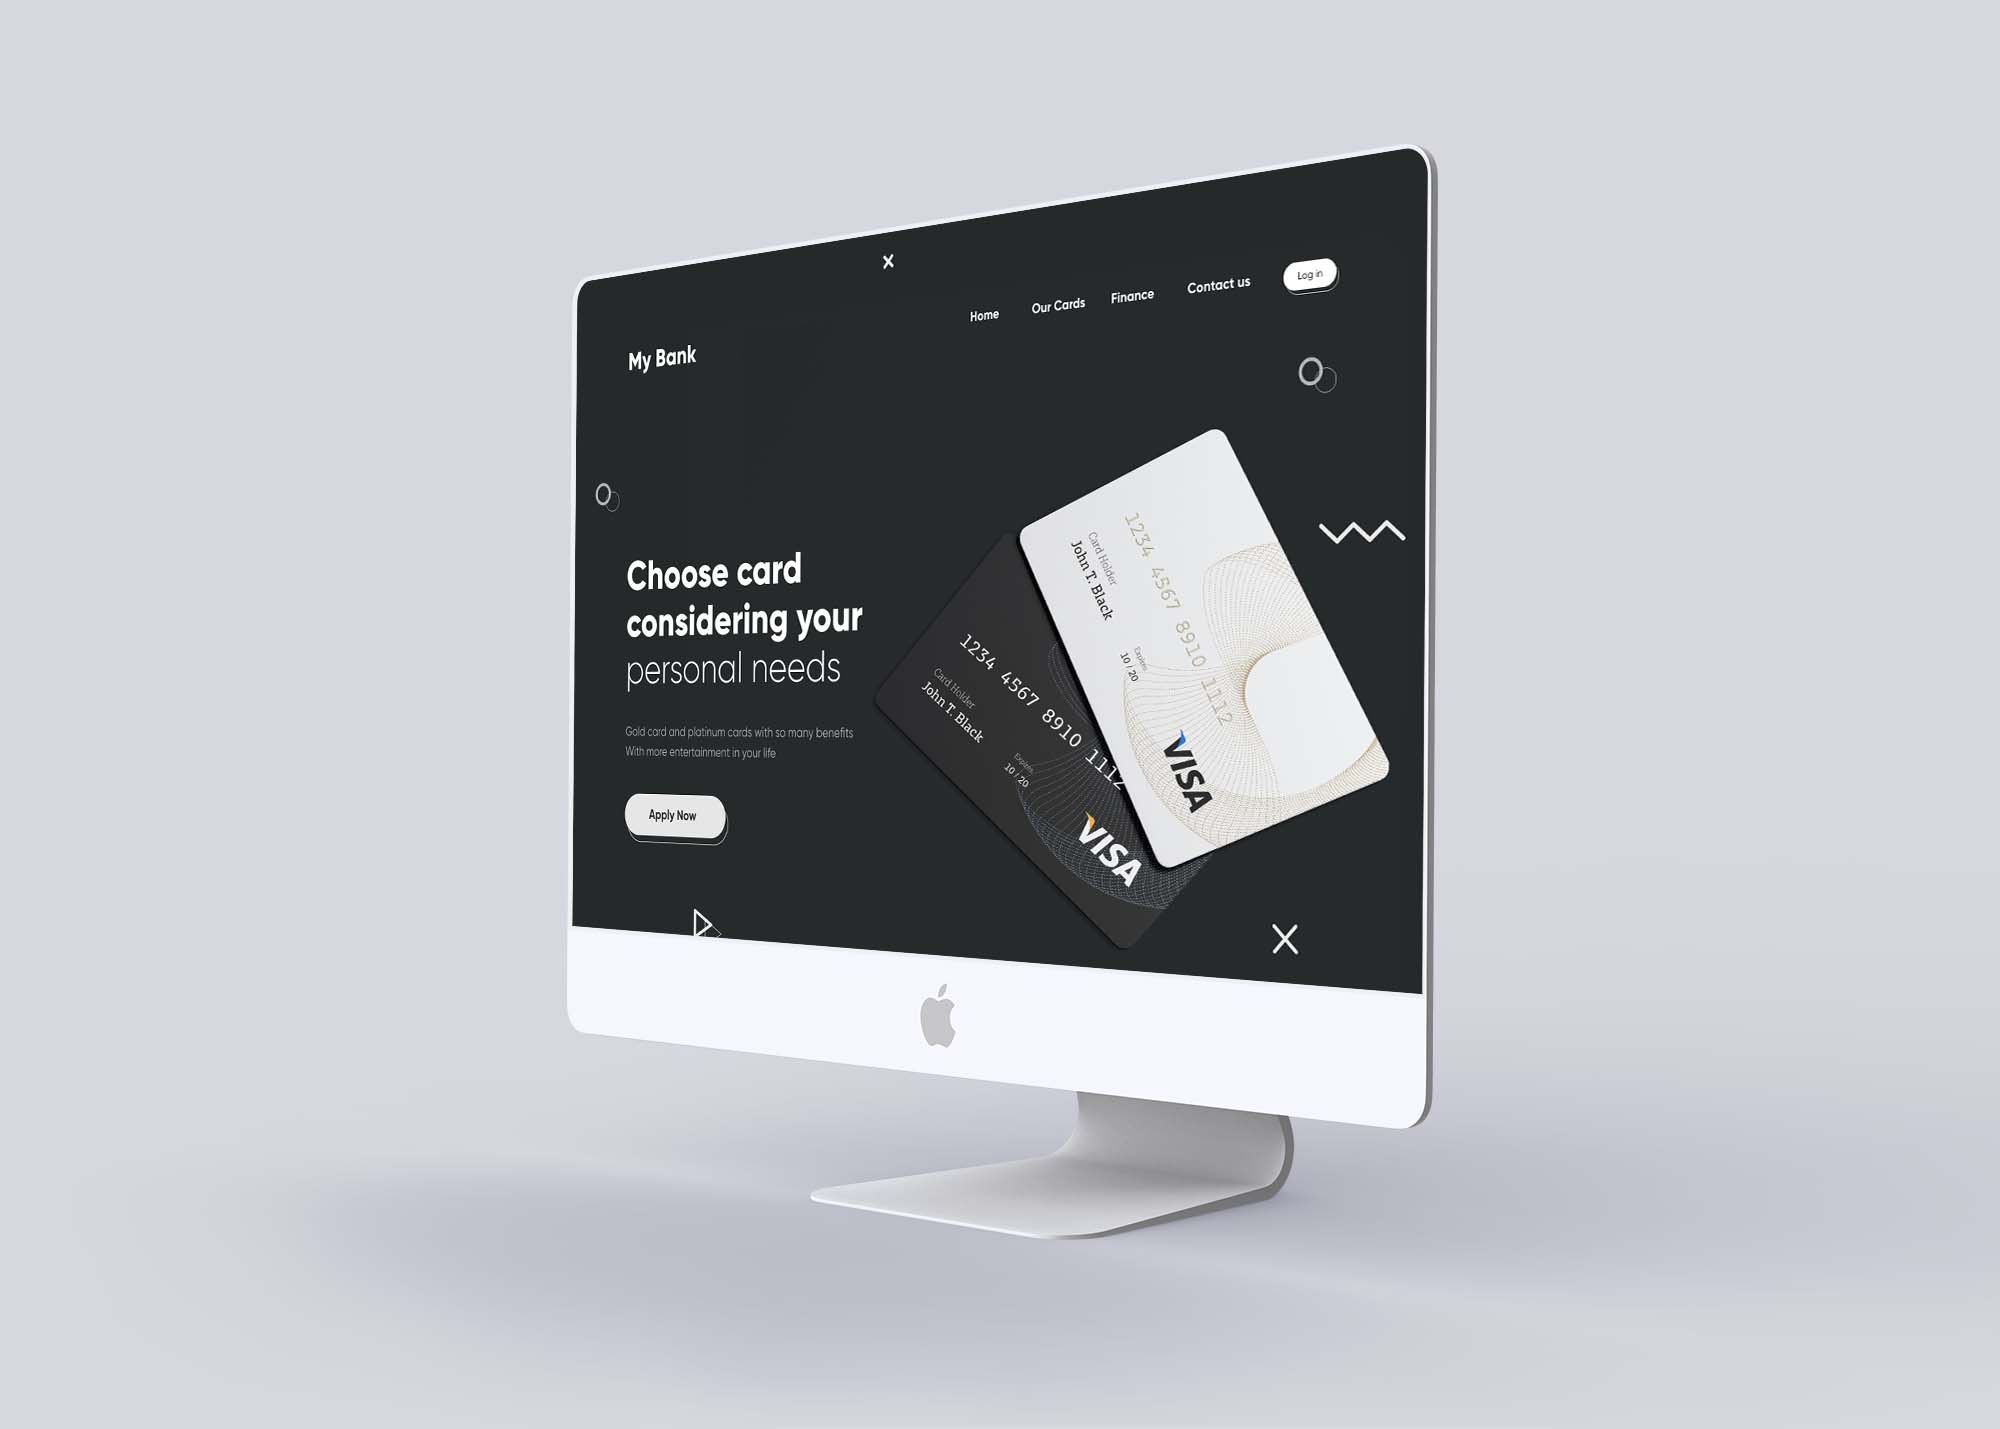 Home
Our Cards
Finance
Contact us
Log in
My Bank
Choose card
considering your
personal needs
Gold card and platinum cards with so many benefits
With more entertainment in your life
Apply Now
1234 4567 8910 1112
Card Holder
John T. Black
Expires
10 / 20
VISA
1234 4567 8910 1112
Card Holder
John T. Black
Expires
10 / 20
VISA